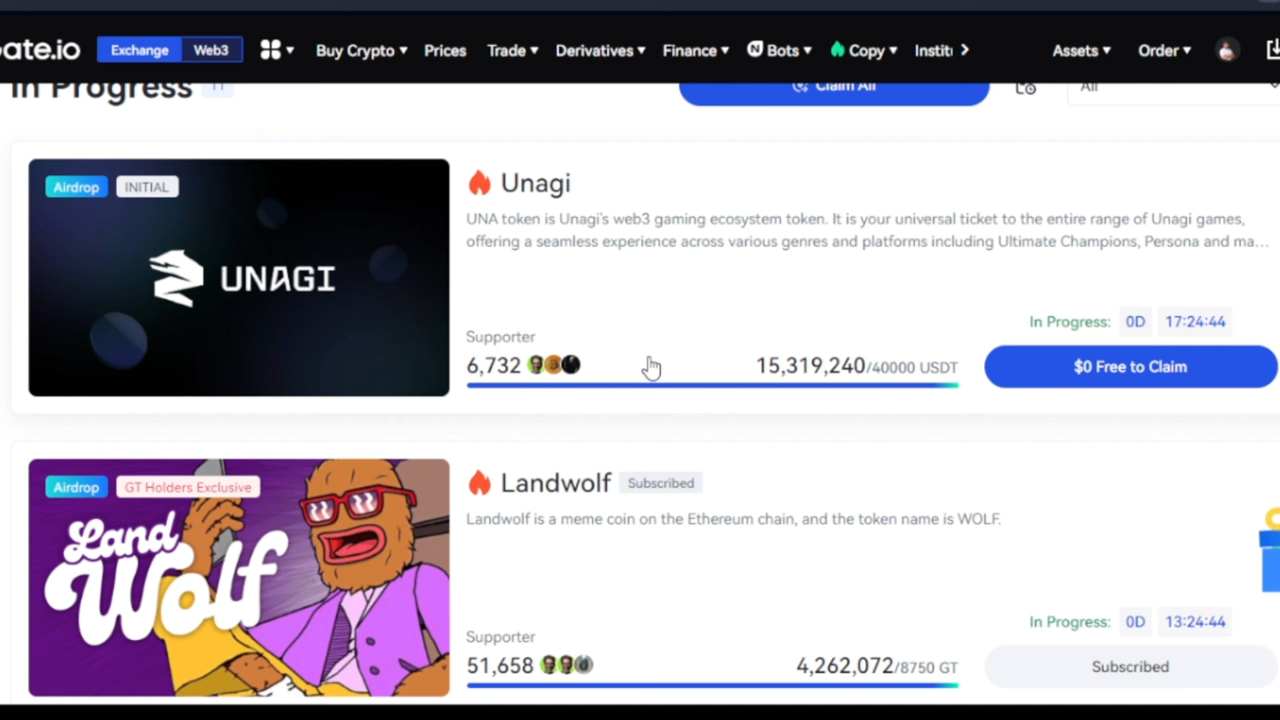 ate.io Exchange Web3 Buy Crypto Prices Trade Derivatives Finance Bots Copy Instit Assets Order
In Progress 11 Claim All All
Airdrop INITIAL
UNAGI
Unagi
UNA token is Unagi's web3 gaming ecosystem token. It is your universal ticket to the entire range of Unagi games,
offering a seamless experience across various genres and platforms including Ultimate Champions, Persona and ma...
In Progress: 0D 17:24:44
Supporter
6,732 15,319,240/40000 USDT
$0 Free to Claim
Airdrop GT Holders Exclusive
Land
Wolf
Landwolf Subscribed
Landwolf is a meme coin on the Ethereum chain, and the token name is WOLF.
In Progress: 0D 13:24:44
Supporter
51,658 4,262,072/8750 GT
Subscribed